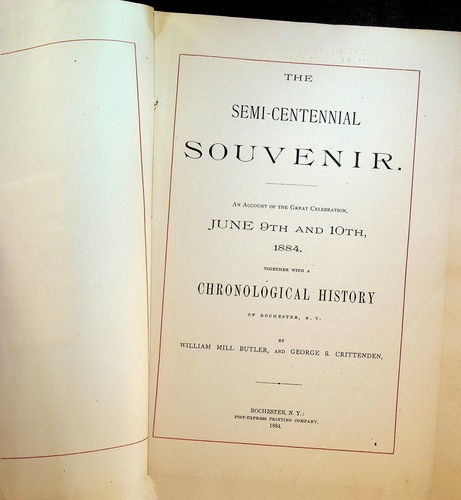 THE
SEMI-CENTENNIAL
SOUVENIR.
AN ACCOUNT OF THE GREAT CELEBRATION,
JUNE 9TH AND 10TH,
1884.
TOGETHER WITH A
CHRONOLOGICAL HISTORY
OF ROCHESTER, N. Y.
BY
WILLIAM MILL BUTLER, AND GEORGE S. CRITTENDEN,
ROCHESTER, N. Y.:
POST-EXPRESS PRINTING COMPANY.
1884.